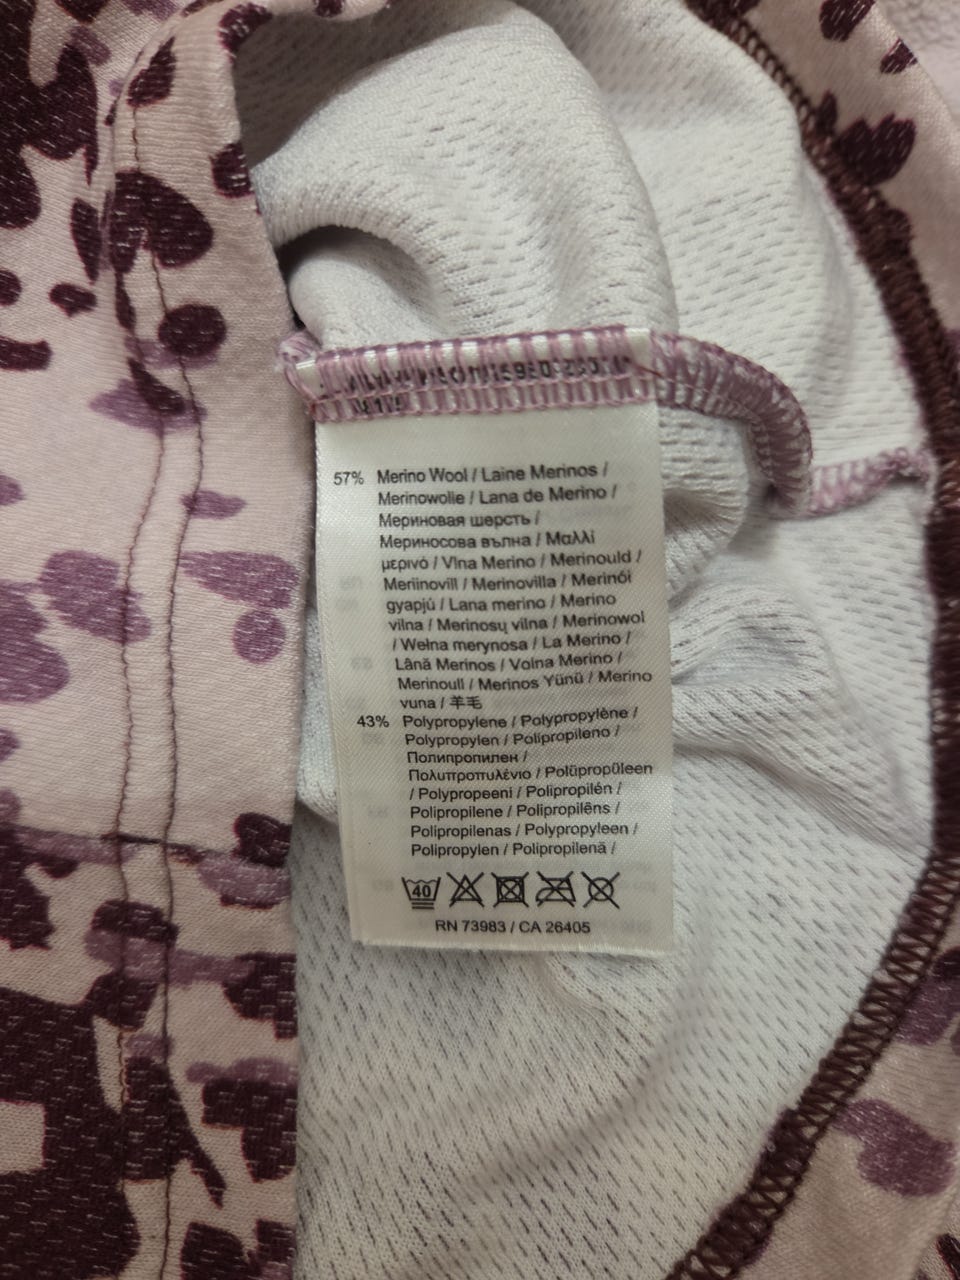 57% Merino Wool / Laine Merinos /
Merinowolle / Lana de Merino /
Мериновая шерсть /
Мериносова вълна / Μαλλί
μερινό / Vlna Merino / Merinould /
Meriinovill / Merinovilla / Merinói
gyapjú / Lana merino / Merino
vilna / Merinosų vilna / Merinowol
/ Wełna merynosa / La Merino /
Lână Merinos / Volna Merino /
Merinoull / Merinos Yünü / Merino
vuna / 羊毛
43% Polypropylene / Polypropylène /
Polypropylen / Polipropileno /
Полипропилен /
Πολυπροπυλένιο / Polüpropüleen
/ Polypropeeni / Polipropilén /
Polipropilene / Polipropilēns /
Polipropilenas / Polypropyleen /
Polipropylen / Polipropilenă /
40
RN 73983 / CA 26405